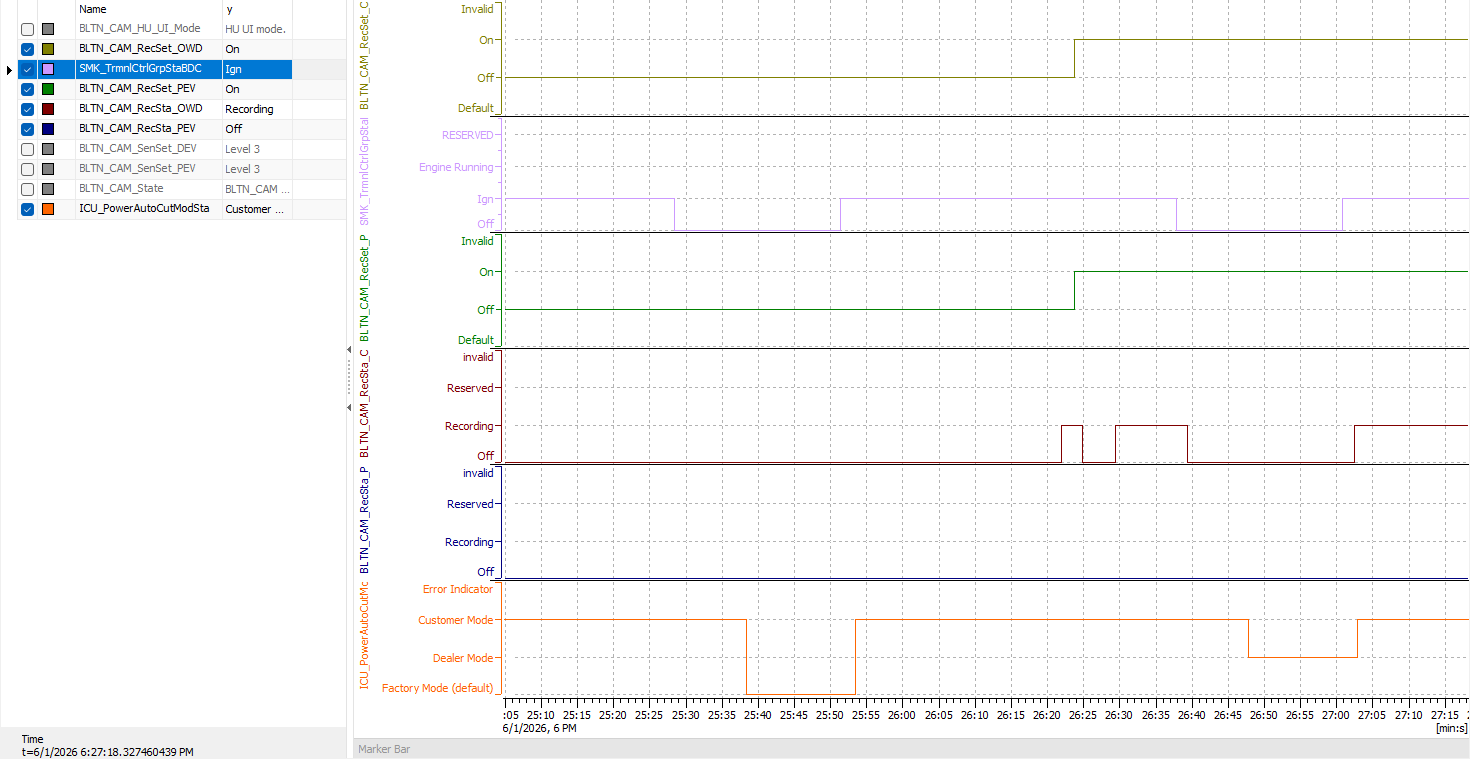 Name y
BLTN_CAM_HU_UI_Mode HU UI mode.
BLTN_CAM_RecSet_OWD On
SMK_TrmnlCtrlGrpStaBDC Ign
BLTN_CAM_RecSet_PEV On
BLTN_CAM_RecSta_OWD Recording
BLTN_CAM_RecSta_PEV Off
BLTN_CAM_SenSet_DEV Level 3
BLTN_CAM_SenSet_PEV Level 3
BLTN_CAM_State BLTN_CAM ...
ICU_PowerAutoCutModSta Customer ...
Time
t=6/1/2026 6:27:18.327460439 PM
BLTN_CAM_RecSet_C
Invalid
On
Off
Default
SMK_TrmnlCtrlGrpStal
RESERVED
Engine Running
Ign
Off
BLTN_CAM_RecSet_P
Invalid
On
Off
Default
BLTN_CAM_RecSta_C
invalid
Reserved
Recording
Off
BLTN_CAM_RecSta_P
invalid
Reserved
Recording
Off
ICU_PowerAutoCutMc
Error Indicator
Customer Mode
Dealer Mode
Factory Mode (default)
:05 25:10 25:15 25:20 25:25 25:30 25:35 25:40 25:45 25:50 25:55 26:00 26:05 26:10 26:15 26:20 26:25 26:30 26:35 26:40 26:45 26:50 26:55 27:00 27:05 27:10 27:15 2
6/1/2026, 6 PM [min:s]
Marker Bar